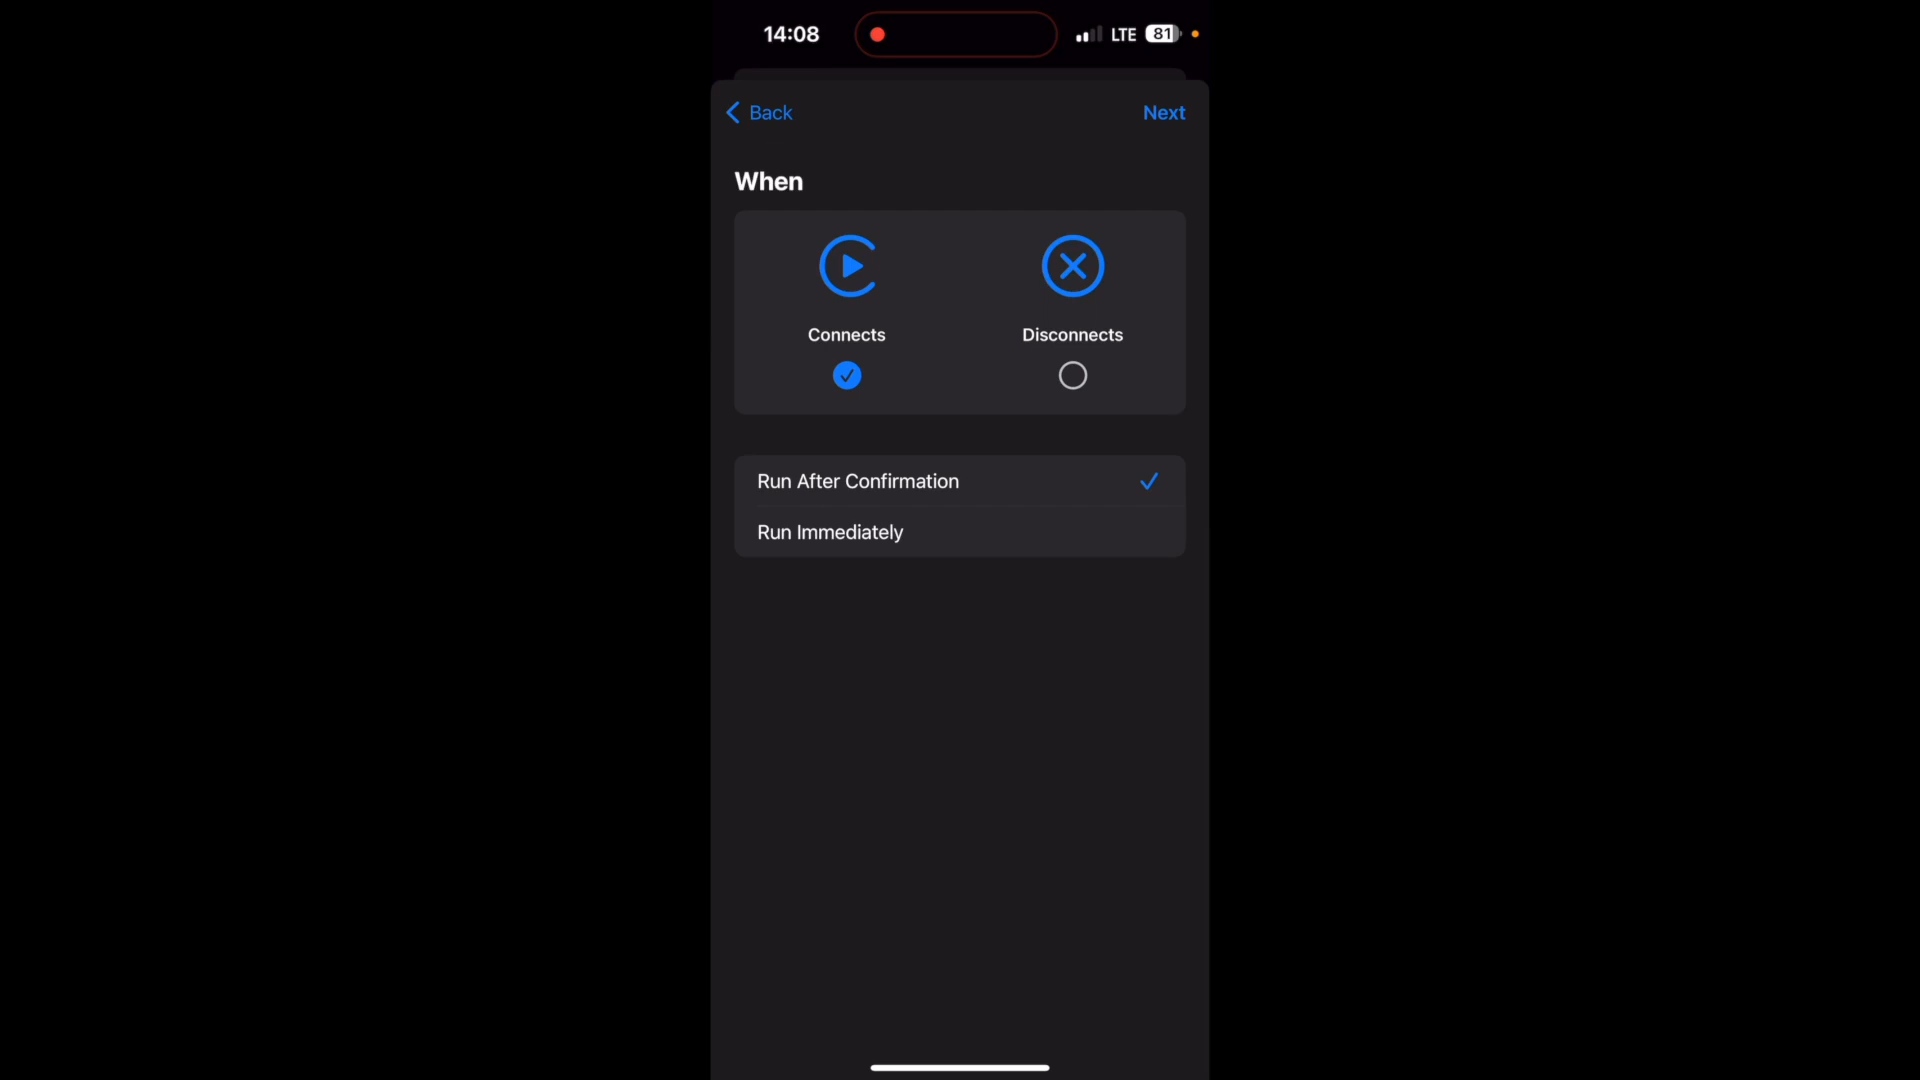 14:08
LTE 81
Back
Next
When
Connects
Disconnects
Run After Confirmation
Run Immediately